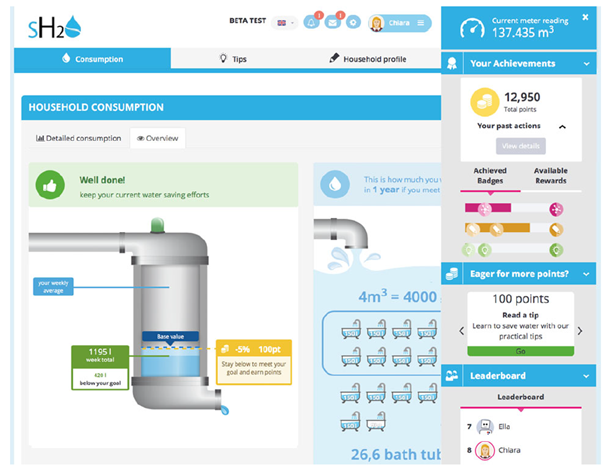 SH2O
BETA TEST
1
1
Chiara
Current meter reading
137.435 m³
x
Consumption
Tips
Household profile
Your Achievements
HOUSEHOLD CONSUMPTION
12,950
Total points
Your past actions
View details
Detailed consumption
Overview
Achieved Badges
Available Rewards
Well done!
keep your current water saving efforts
This is how much you
in 1 year if you meet
your weekly
average
Base value
1195 l
week total
below your goal
-5% 100pt
Stay below to meet your
goal and earn points
4m³ = 4000
26,6 bath tub
Eager for more points?
100 points
Read a tip
Learn to save water with our
practical tips
Go
Leaderboard
Leaderboard
7 Ella
8 Chiara